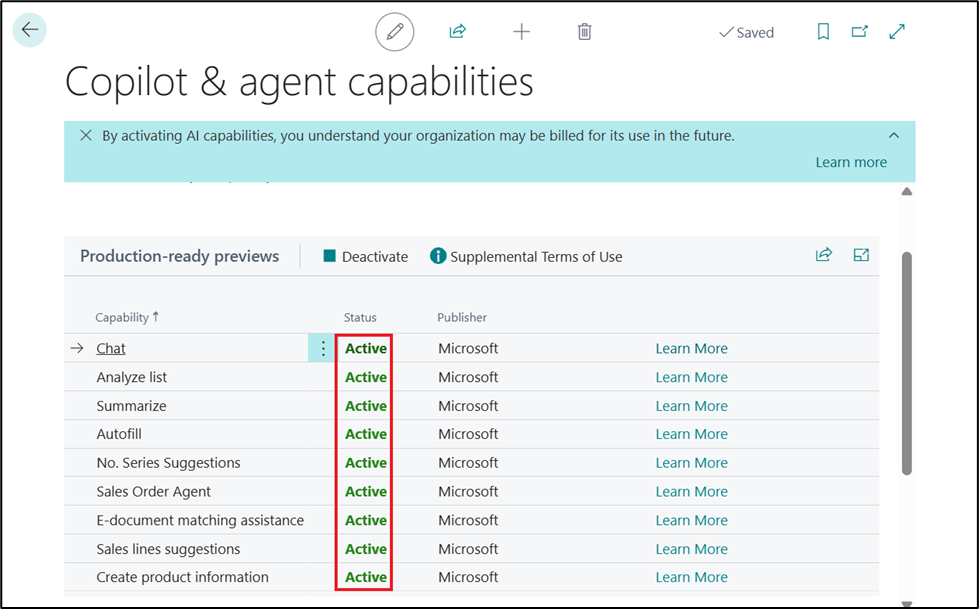 Saved
Copilot & agent capabilities
By activating AI capabilities, you understand your organization may be billed for its use in the future.
Learn more
Production-ready previews Deactivate Supplemental Terms of Use
Capability ↑ Status Publisher
Chat Active Microsoft Learn More
Analyze list Active Microsoft Learn More
Summarize Active Microsoft Learn More
Autofill Active Microsoft Learn More
No. Series Suggestions Active Microsoft Learn More
Sales Order Agent Active Microsoft Learn More
E-document matching assistance Active Microsoft Learn More
Sales lines suggestions Active Microsoft Learn More
Create product information Active Microsoft Learn More